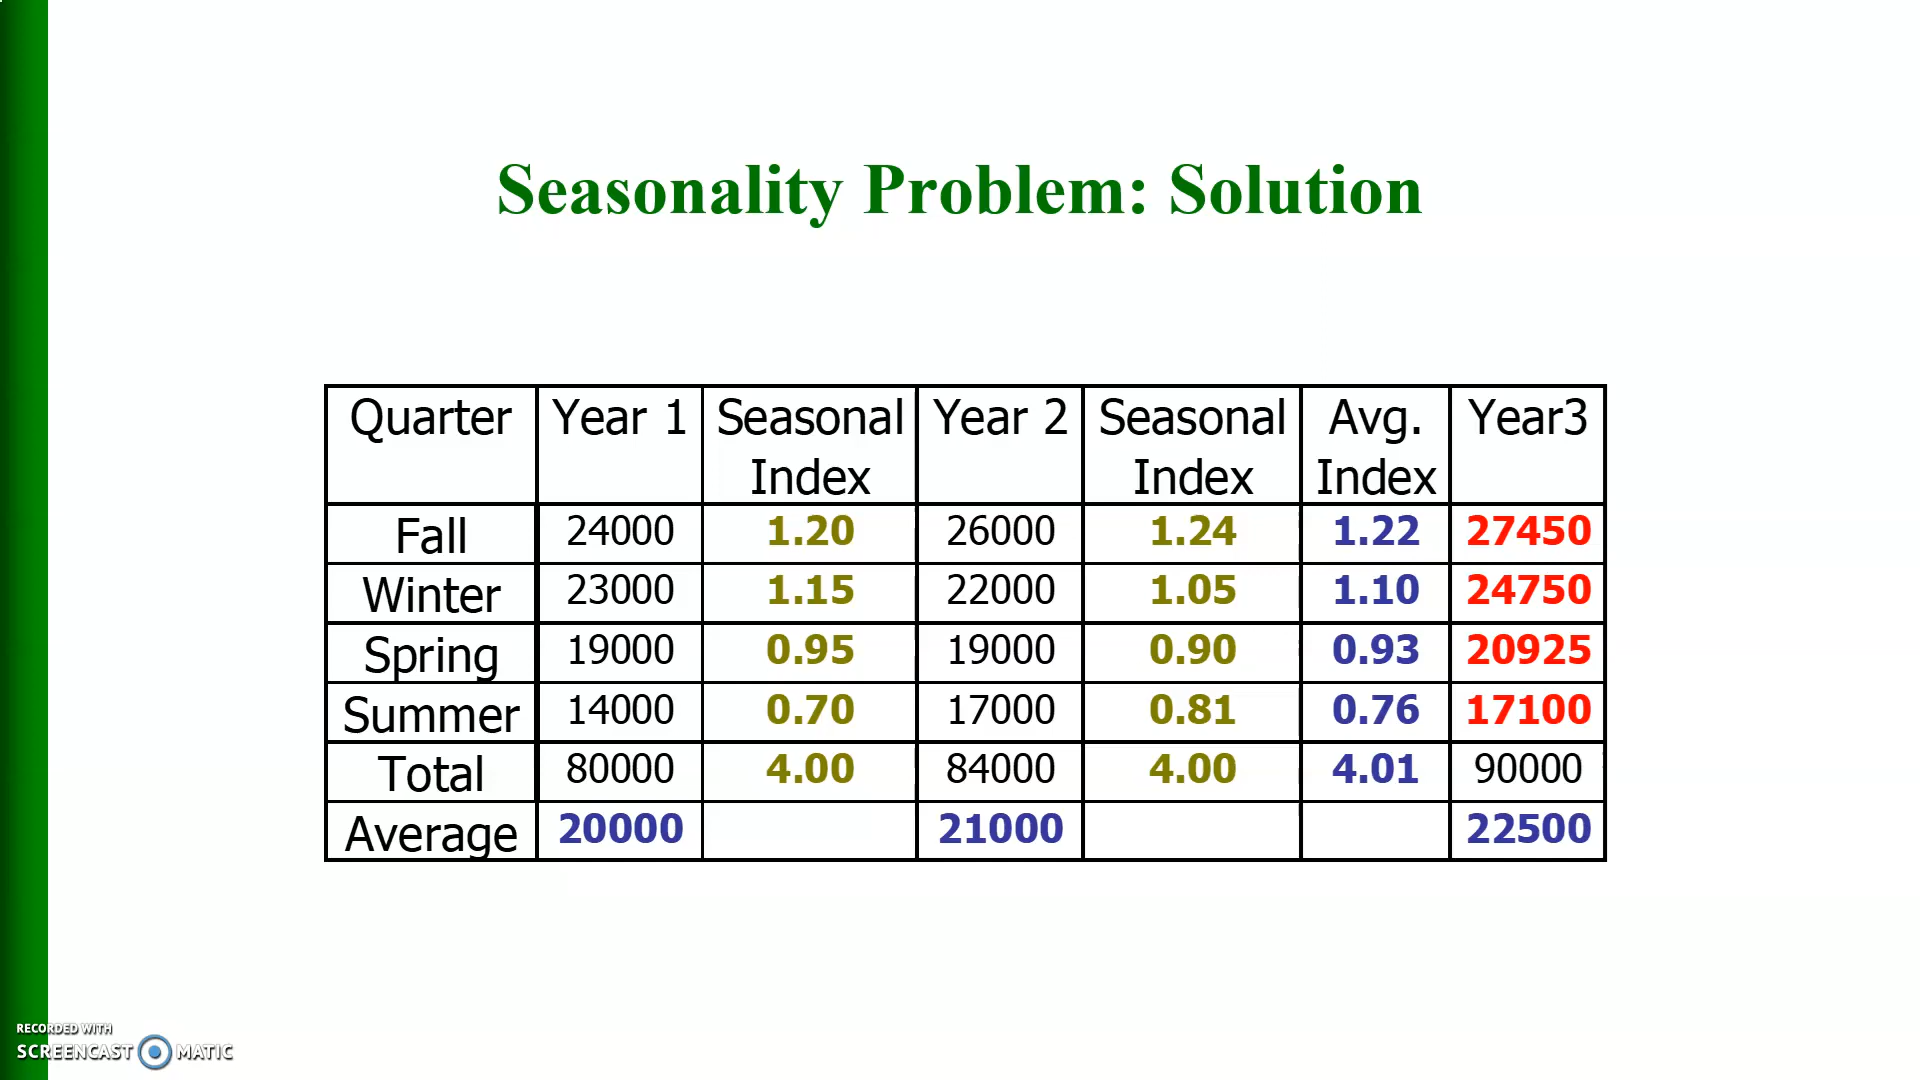 Seasonality Problem: Solution
Quarter Year 1 Seasonal Index Year 2 Seasonal Index Avg. Index Year3
Fall 24000 1.20 26000 1.24 1.22 27450
Winter 23000 1.15 22000 1.05 1.10 24750
Spring 19000 0.95 19000 0.90 0.93 20925
Summer 14000 0.70 17000 0.81 0.76 17100
Total 80000 4.00 84000 4.00 4.01 90000
Average 20000 21000 22500
RECORDED WITH
SCREENCAST MATIC